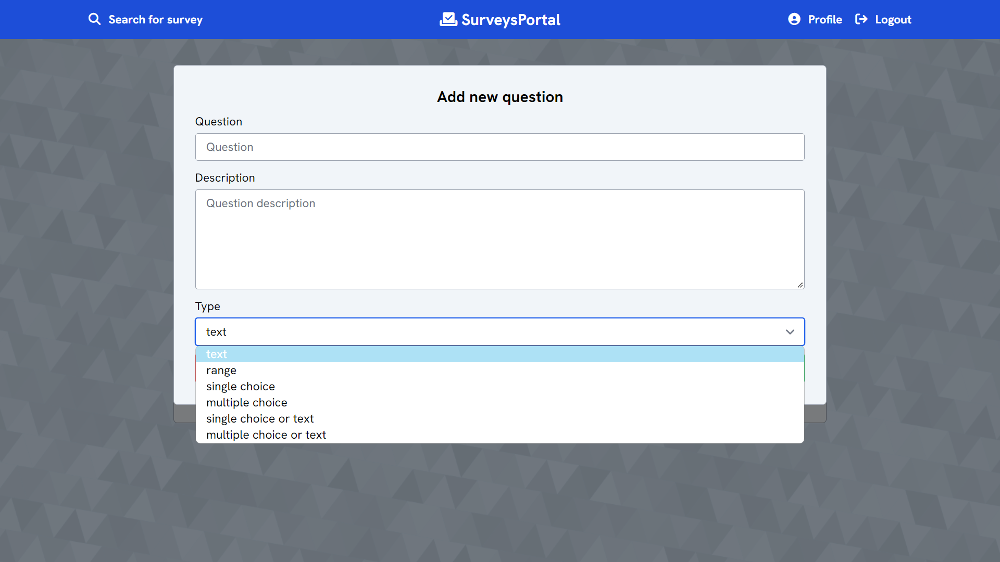 Search for survey
SurveysPortal
Profile
Logout
Add new question
Question
Question
Description
Question description
Type
text
text
range
single choice
multiple choice
single choice or text
multiple choice or text